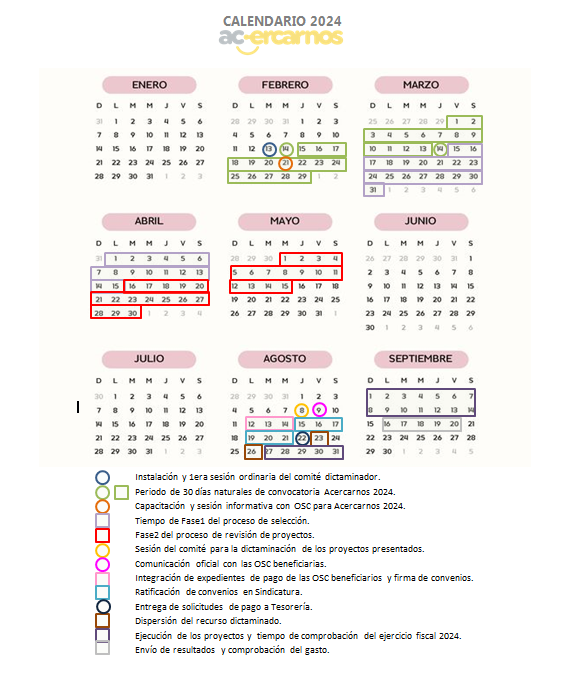 CALENDARIO 2024
ac-ercarnos
ENERO
D L M M J V S
31 1 2 3 4 5 6
7 8 9 10 11 12 13
14 15 16 17 18 19 20
21 22 23 24 25 26 27
28 29 30 31 1 2 3
FEBRERO
D L M M J V S
28 29 30 31 1 2 3
4 5 6 7 8 9 10
11 12 13 14 15 16 17
18 19 20 21 22 23 24
25 26 27 28 29 1 2
MARZO
D L M M J V S
25 26 27 28 29 1 2
3 4 5 6 7 8 9
10 11 12 13 14 15 16
17 18 19 20 21 22 23
24 25 26 27 28 29 30
31 1 2 3 4 5 6
ABRIL
D L M M J V S
31 1 2 3 4 5 6
7 8 9 10 11 12 13
14 15 16 17 18 19 20
21 22 23 24 25 26 27
28 29 30 1 2 3 4
MAYO
D L M M J V S
28 29 30 1 2 3 4
5 6 7 8 9 10 11
12 13 14 15 16 17 18
19 20 21 22 23 24 25
26 27 28 29 30 31 1
JUNIO
D L M M J V S
26 27 28 29 30 31 1
2 3 4 5 6 7 8
9 10 11 12 13 14 15
16 17 18 19 20 21 22
23 24 25 26 27 28 29
30 1 2 3 4 5 6
JULIO
D L M M J V S
30 1 2 3 4 5 6
7 8 9 10 11 12 13
14 15 16 17 18 19 20
21 22 23 24 25 26 27
28 29 30 31 1 2 3
AGOSTO
D L M M J V S
28 29 30 31 1 2 3
4 5 6 7 8 9 10
11 12 13 14 15 16 17
18 19 20 21 22 23 24
25 26 27 28 29 30 31
SEPTIEMBRE
D L M M J V S
1 2 3 4 5 6 7
8 9 10 11 12 13 14
15 16 17 18 19 20 21
22 23 24 25 26 27 28
29 30 1 2 3 4 5
Instalación y 1era sesión ordinaria del comité dictaminador.
Periodo de 30 días naturales de convocatoria Acercarnos 2024.
Capacitación y sesión informativa con OSC para Acercarnos 2024.
Tiempo de Fase1 del proceso de selección.
Fase2 del proceso de revisión de proyectos.
Sesión del comité para la dictaminación de los proyectos presentados.
Comunicación oficial con las OSC beneficiarias.
Integración de expedientes de pago de las OSC beneficiarios y firma de convenios.
Ratificación de convenios en Sindicatura.
Entrega de solicitudes de pago a Tesorería.
Dispersión del recurso dictaminado.
Ejecución de los proyectos y tiempo de comprobación del ejercicio fiscal 2024.
Envío de resultados y comprobación del gasto.